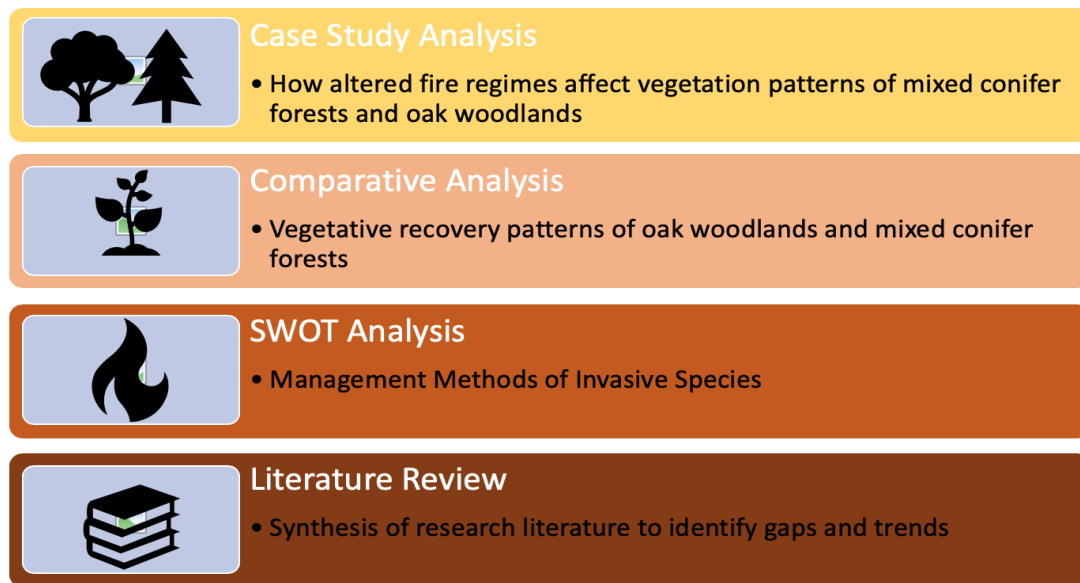 Case Study Analysis
• How altered fire regimes affect vegetation patterns of mixed conifer
forests and oak woodlands
Comparative Analysis
• Vegetative recovery patterns of oak woodlands and mixed conifer
forests
SWOT Analysis
• Management Methods of Invasive Species
Literature Review
• Synthesis of research literature to identify gaps and trends